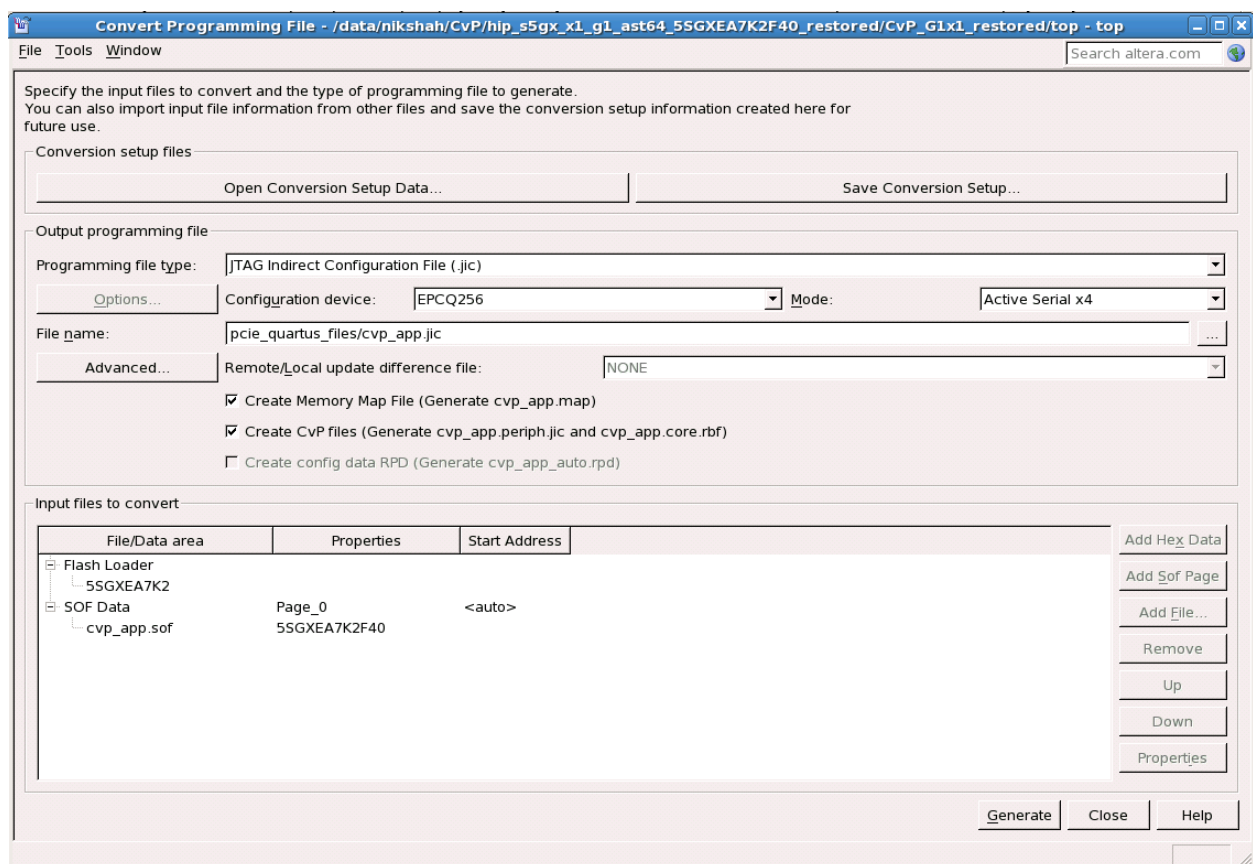 Convert Programming File - /data/nikshah/CvP/hip_s5gx_x1_g1_ast64_5SGXEA7K2F40_restored/CvP_G1x1_restored/top - top
File Tools Window Search altera.com
Specify the input files to convert and the type of programming file to generate.
You can also import input file information from other files and save the conversion setup information created here for
future use.
Conversion setup files
Open Conversion Setup Data... Save Conversion Setup...
Output programming file
Programming file type: JTAG Indirect Configuration File (.jic)
Options... Configuration device: EPCQ256 Mode: Active Serial x4
File name: pcie_quartus_files/cvp_app.jic ...
Advanced... Remote/Local update difference file: NONE
Create Memory Map File (Generate cvp_app.map)
Create CvP files (Generate cvp_app.periph.jic and cvp_app.core.rbf)
Create config data RPD (Generate cvp_app_auto.rpd)
Input files to convert
File/Data area Properties Start Address Add Hex Data
Flash Loader
5SGXEA7K2 Add Sof Page
SOF Data Page_0 <auto> Add File...
cvp_app.sof 5SGXEA7K2F40
Remove
Up
Down
Properties
Generate Close Help